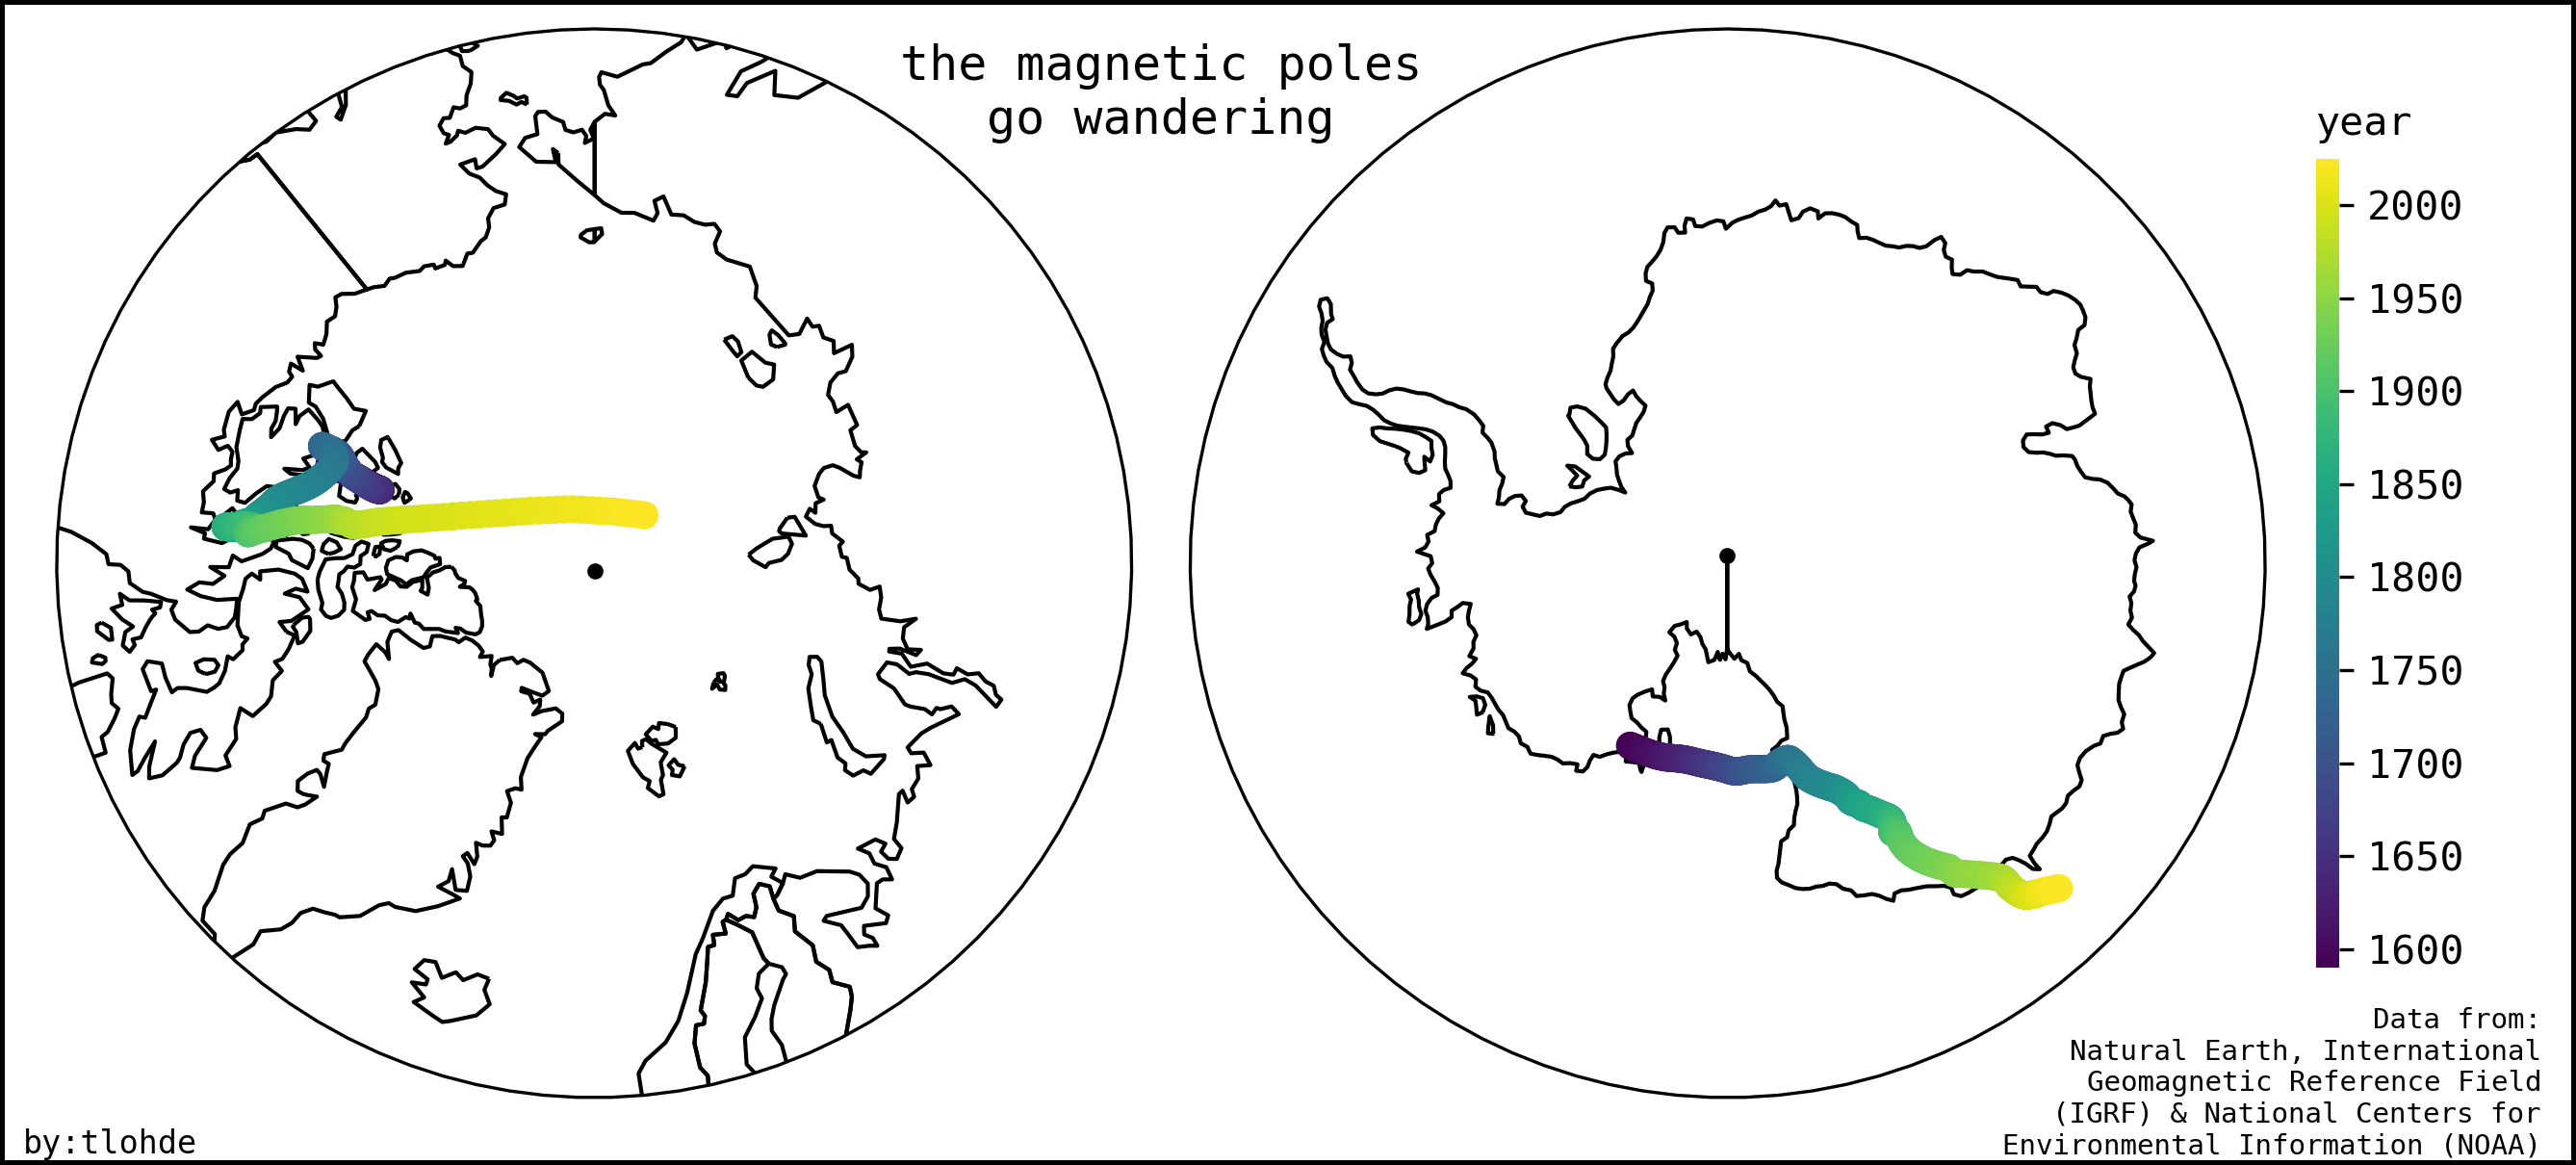 the magnetic poles
go wandering
year
2000
1950
1900
1850
1800
1750
1700
1650
1600
Data from:
Natural Earth, International
Geomagnetic Reference Field
(IGRF) & National Centers for
Environmental Information (NOAA)
by:tlohde